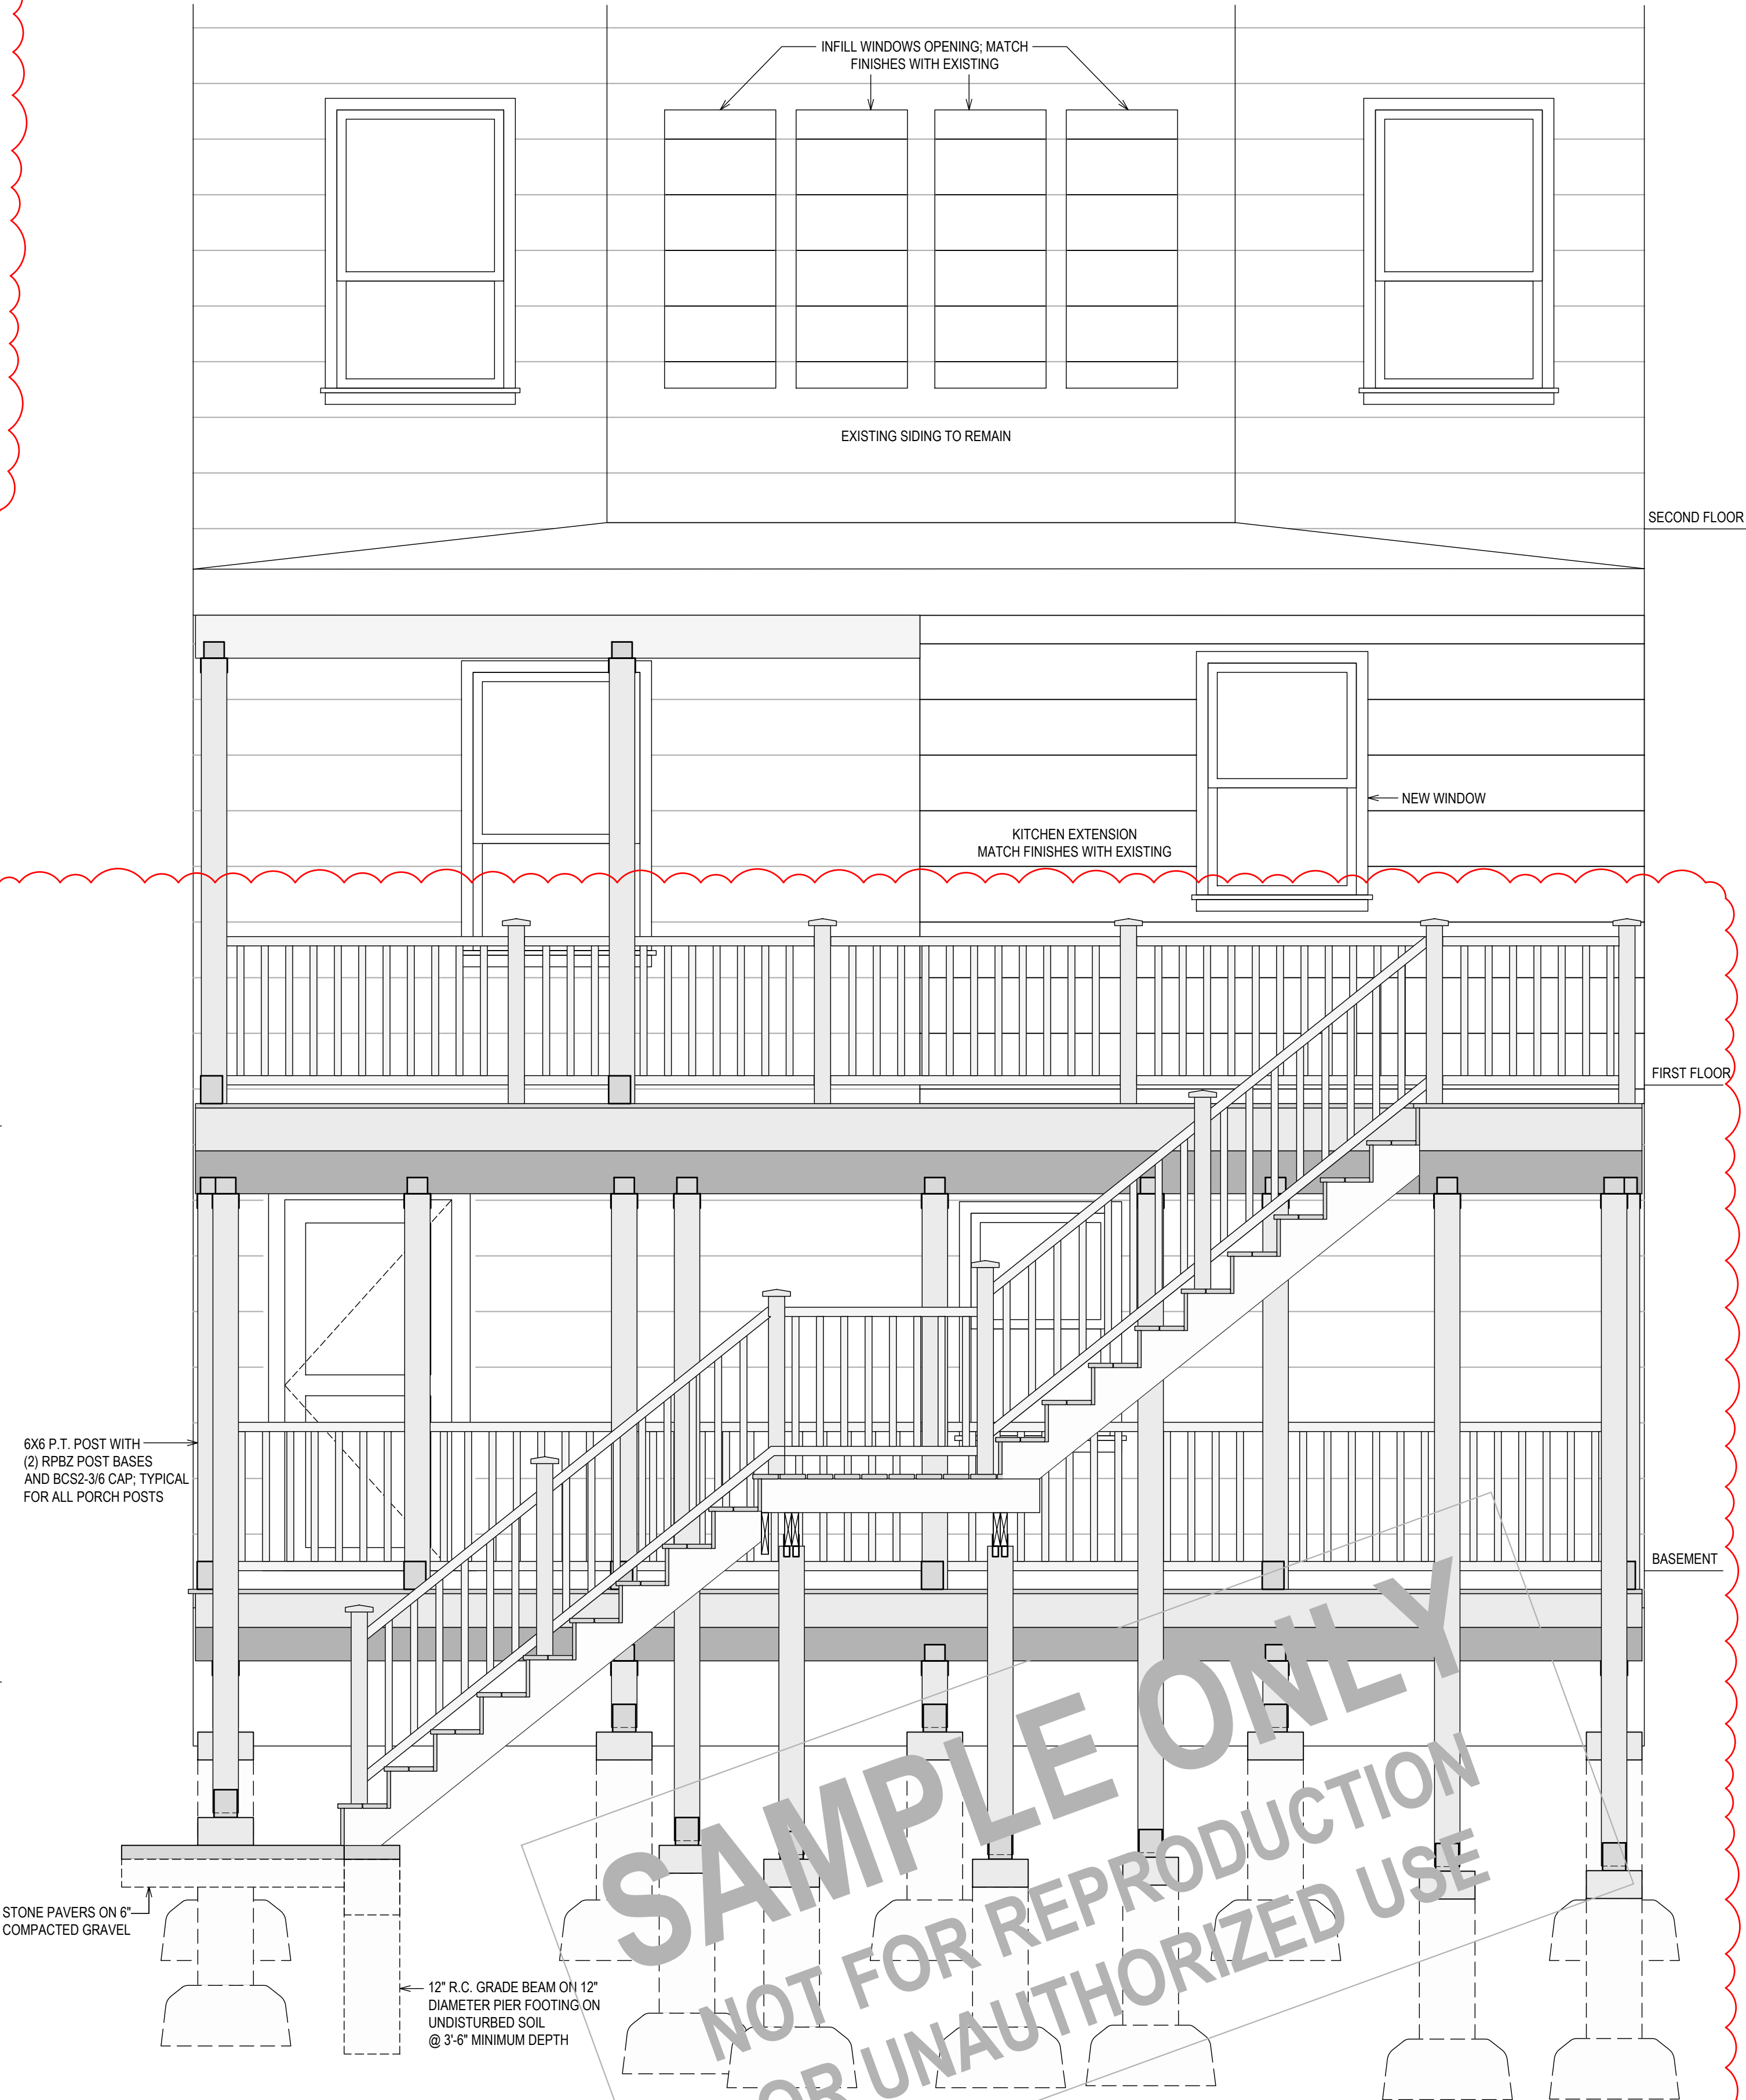 INFILL WINDOWS OPENING; MATCH
FINISHES WITH EXISTING
EXISTING SIDING TO REMAIN
SECOND FLOOR
NEW WINDOW
KITCHEN EXTENSION
MATCH FINISHES WITH EXISTING
FIRST FLOOR
6X6 P.T. POST WITH
(2) RPBZ POST BASES
AND BCS2-3/6 CAP; TYPICAL
FOR ALL PORCH POSTS
BASEMENT
STONE PAVERS ON 6"
COMPACTED GRAVEL
12" R.C. GRADE BEAM ON 12"
DIAMETER PIER FOOTING ON
UNDISTURBED SOIL
@ 3'-6" MINIMUM DEPTH
SAMPLE ONLY
NOT FOR REPRODUCTION
OR UNAUTHORIZED USE